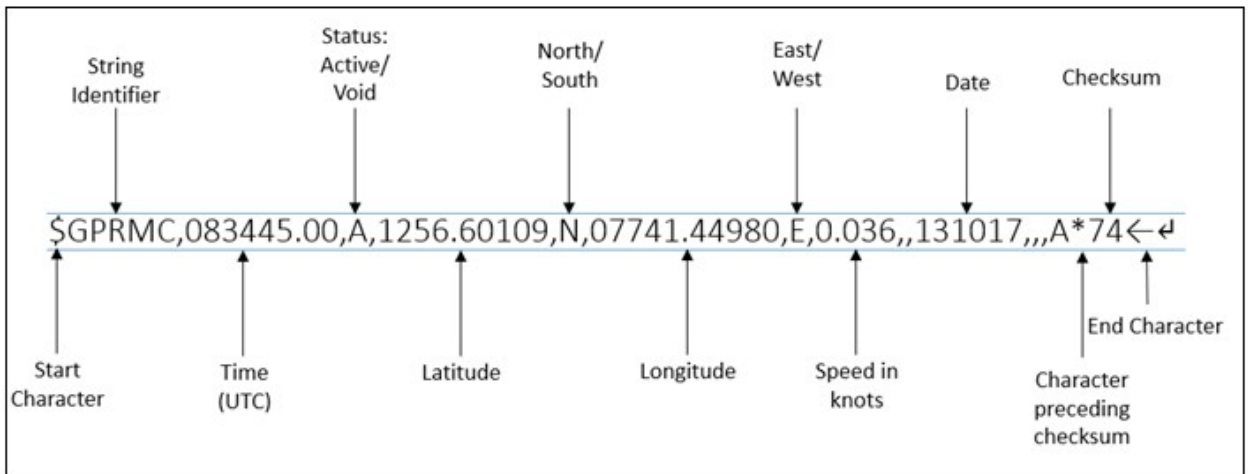 String
Identifier
Status:
Active/
Void
North/
South
East/
West
Date
Checksum
$GPRMC,083445.00,A,1256.60109,N,07741.44980,E,0.036,,131017,,,A*74←↲
Start
Character
Time
(UTC)
Latitude
Longitude
Speed in
knots
Character
preceding
checksum
End Character